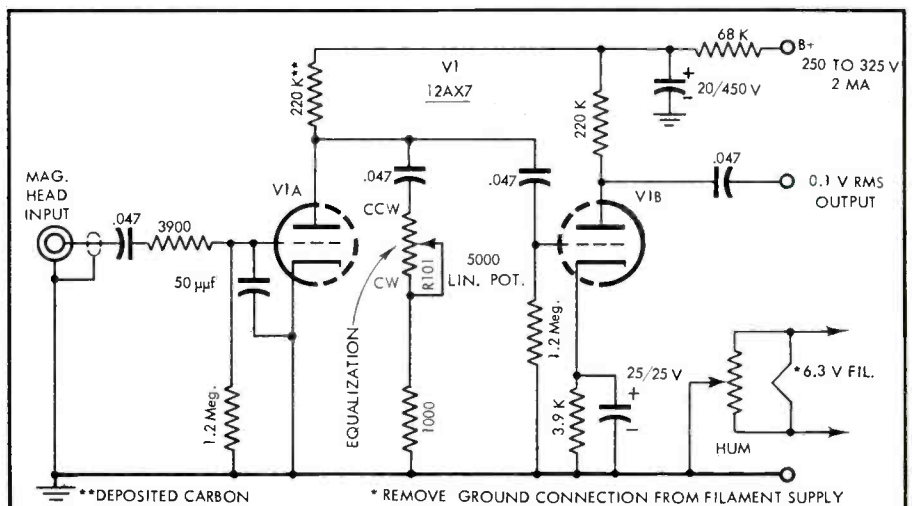 68 K
B+
250 TO 325 V
2 MA
V1
12AX7
220 K**
20/450 V
220 K
MAG.
HEAD
INPUT
.047
3900
V1A
.047
CCW
CW
R101
5000
LIN. POT.
.047
V1B
.047
0.1 V RMS
OUTPUT
50 μμf
1.2 Meg.
EQUALIZATION
1000
1.2 Meg.
3.9 K
25/25 V
+
−
+
−
*6.3 V FIL.
HUM
**DEPOSITED CARBON
* REMOVE GROUND CONNECTION FROM FILAMENT SUPPLY